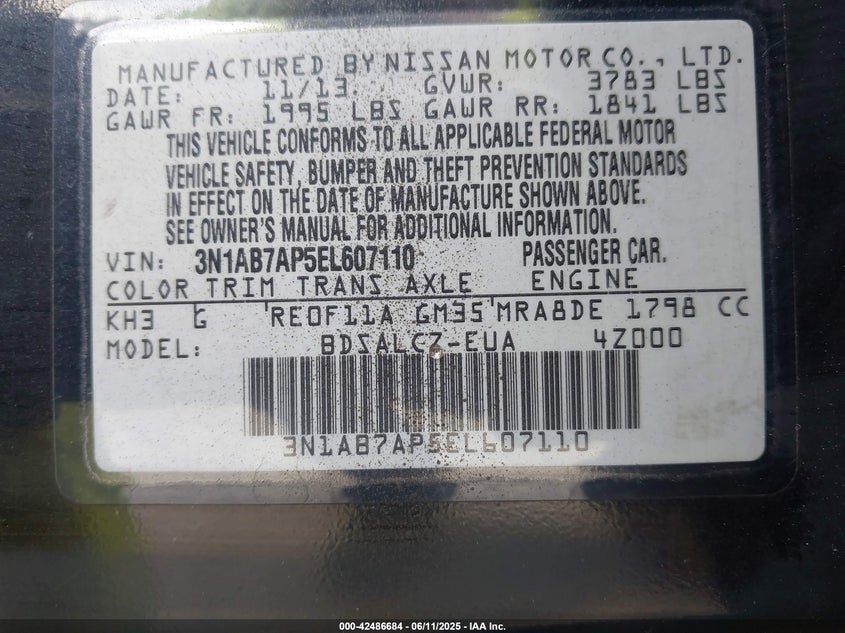 MANUFACTURED BY NISSAN MOTOR CO., LTD.
DATE: 11/13 GVWR: 3783 LBS
GAWR FR: 1995 LBS GAWR RR: 1841 LBS
THIS VEHICLE CONFORMS TO ALL APPLICABLE FEDERAL MOTOR
VEHICLE SAFETY, BUMPER AND THEFT PREVENTION STANDARDS
IN EFFECT ON THE DATE OF MANUFACTURE SHOWN ABOVE.
SEE OWNER'S MANUAL FOR ADDITIONAL INFORMATION.
VIN: 3N1AB7AP5EL607110 PASSENGER CAR.
COLOR TRIM TRANS AXLE ENGINE
KH3 G RE0F11A GM35 MRA8DE 1798 CC
MODEL: BDSALCZ-EUA 4Z000
3N1AB7AP5EL607110
000-42486684 - 06/11/2025 - IAA Inc.